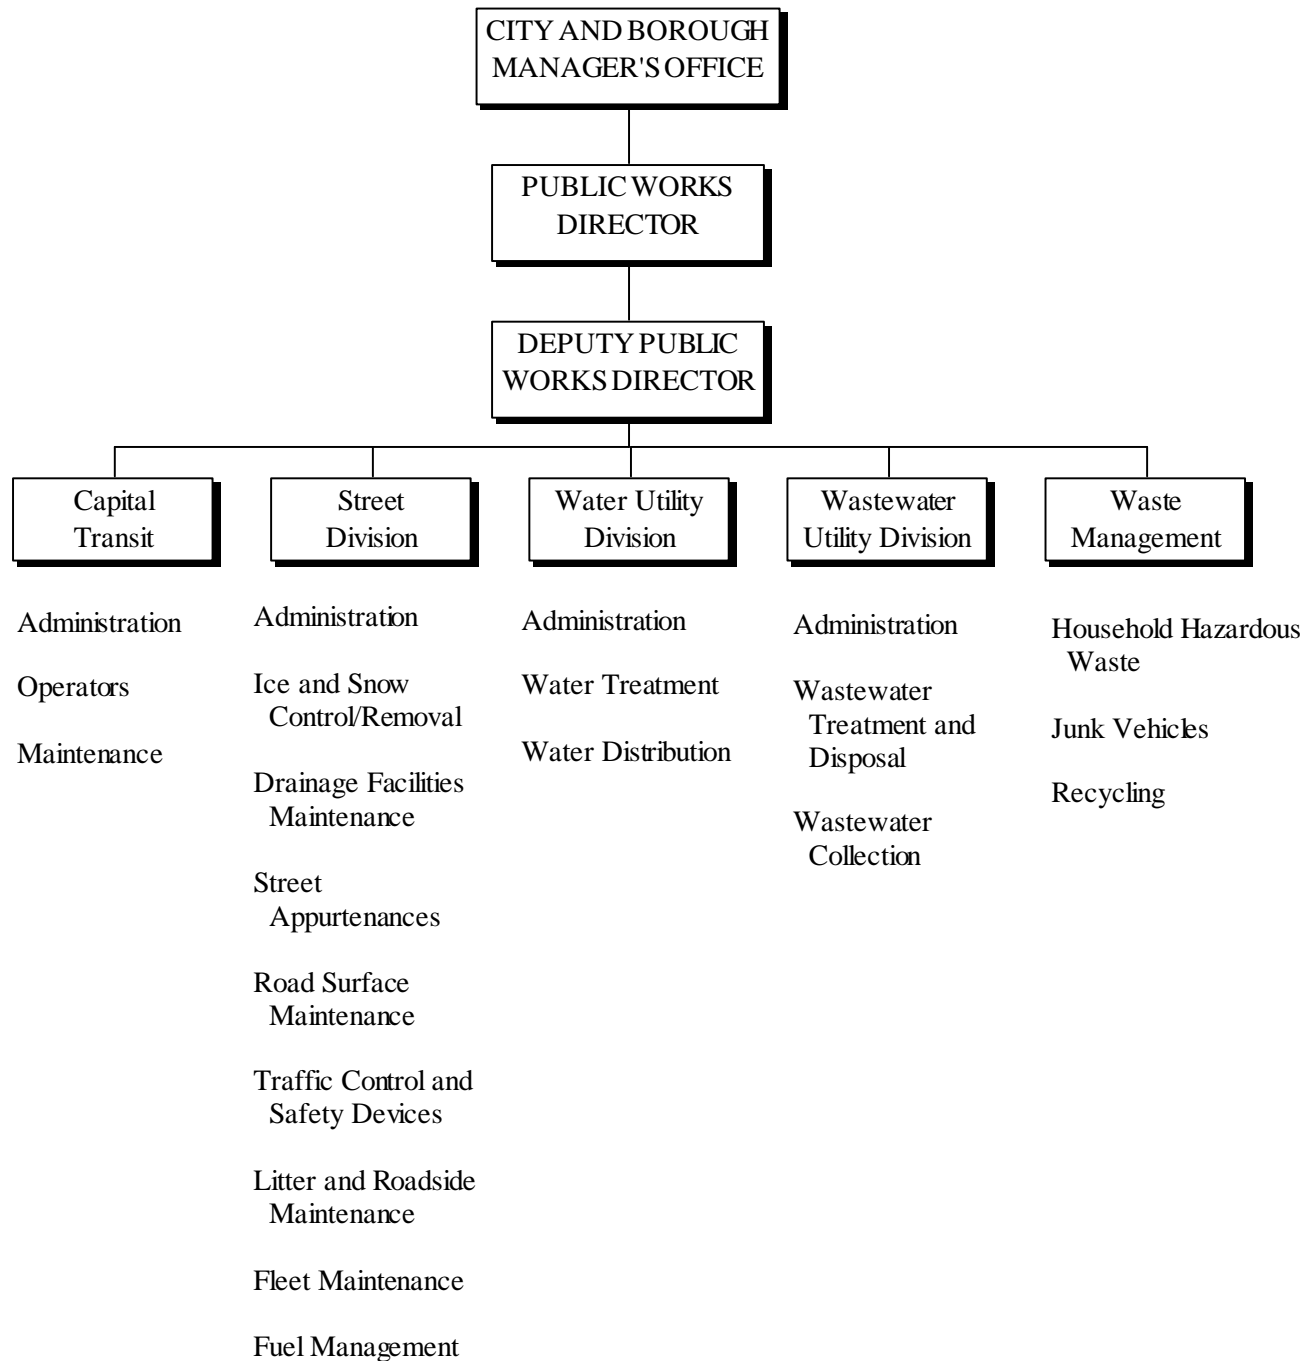 CITY AND BOROUGH
MANAGER'S OFFICE
PUBLIC WORKS
DIRECTOR
DEPUTY PUBLIC
WORKS DIRECTOR
Capital
Transit
Administration
Operators
Maintenance
Street
Division
Administration
Ice and Snow
Control/Removal
Drainage Facilities
Maintenance
Street
Appurtenances
Road Surface
Maintenance
Traffic Control and
Safety Devices
Litter and Roadside
Maintenance
Fleet Maintenance
Fuel Management
Water Utility
Division
Administration
Water Treatment
Water Distribution
Wastewater
Utility Division
Administration
Wastewater
Treatment and
Disposal
Wastewater
Collection
Waste
Management
Household Hazardous
Waste
Junk Vehicles
Recycling